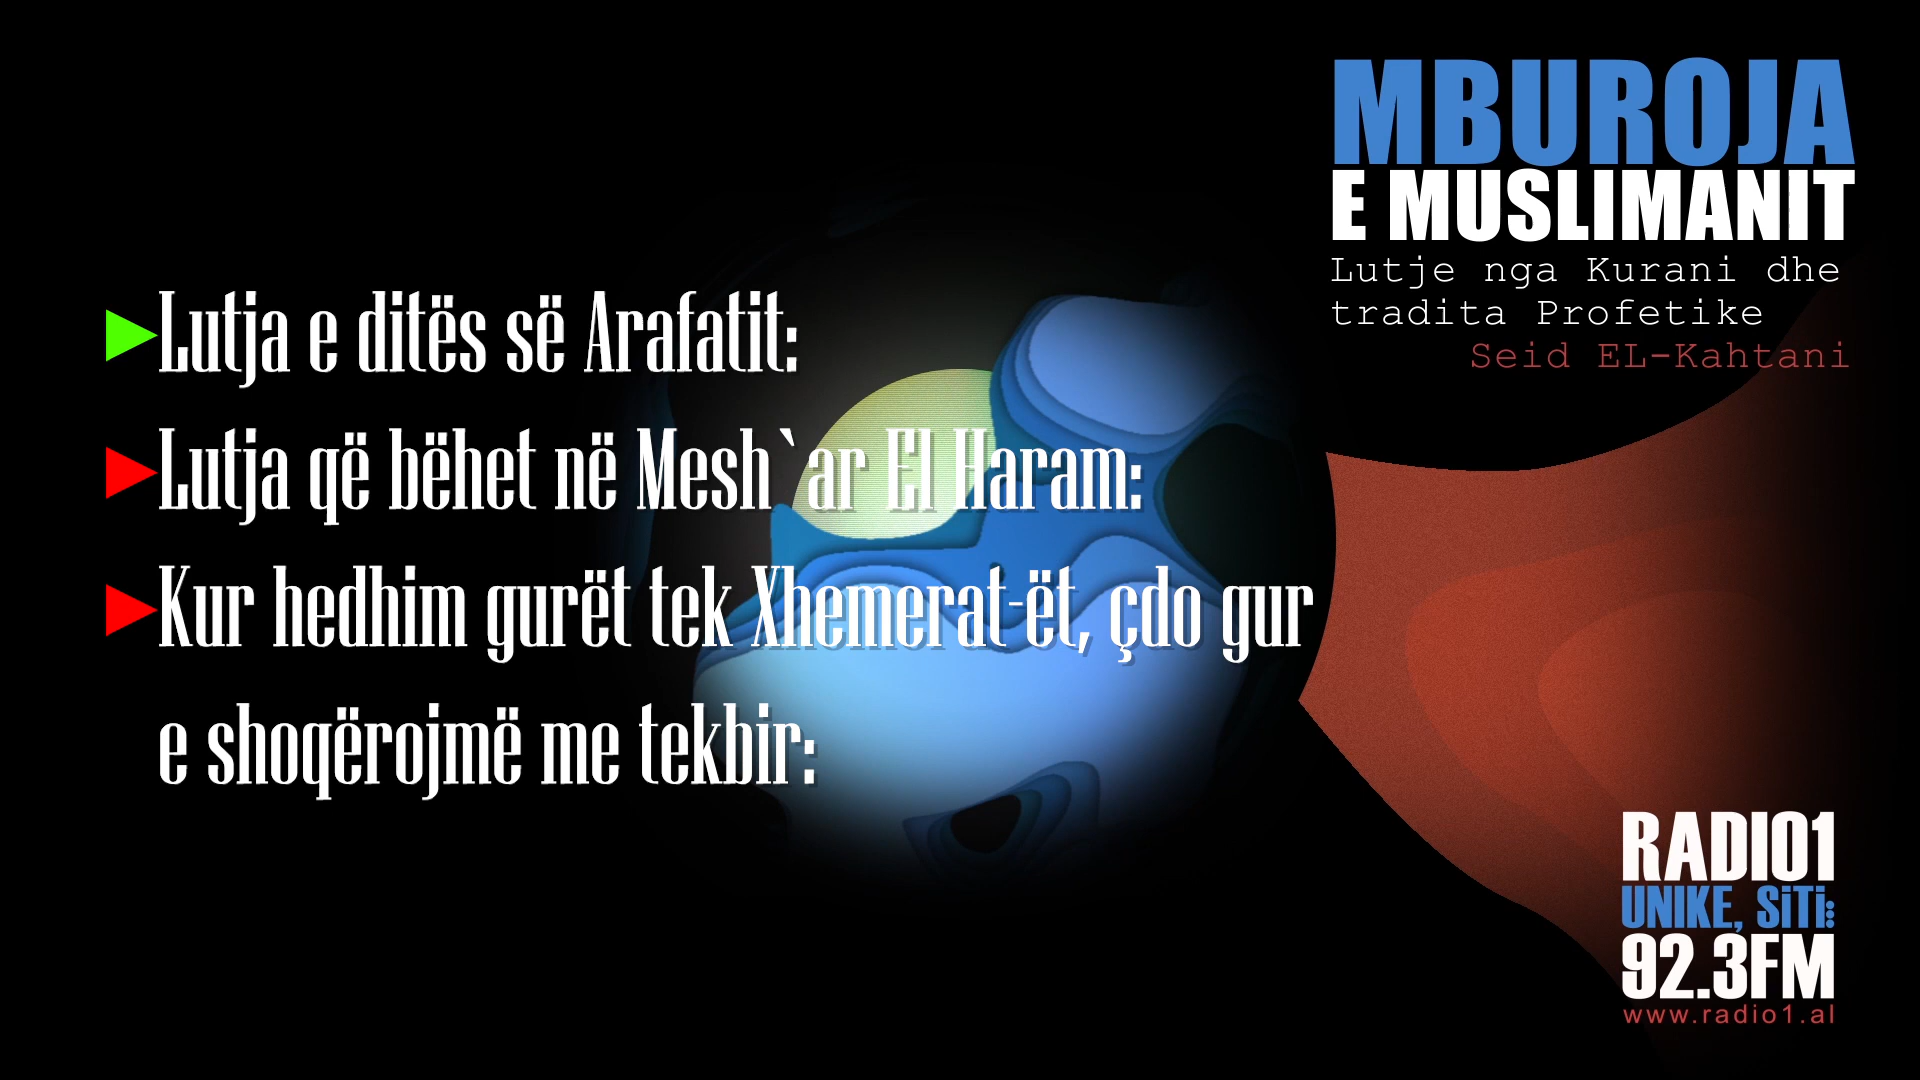 MBUROJA
E MUSLIMANIT
Lutje nga Kurani dhe
tradita Profetike
Seid EL-Kahtani
Lutja e ditës së Arafatit:
Lutja që bëhet në Mesh`ar El Haram:
Kur hedhim gurët tek Xhemerat-ët, çdo gur
e shoqërojmë me tekbir:
RADIO1
UNIKE, SiTi:
92.3FM
www.radio1.al